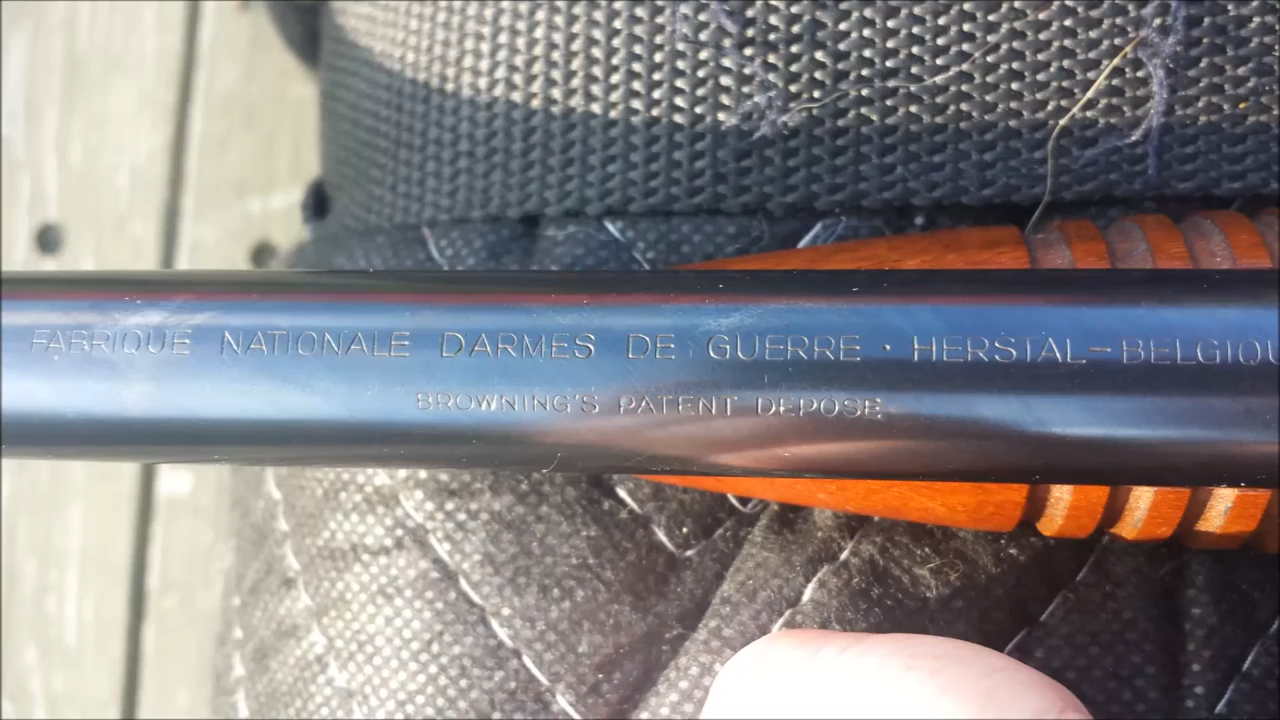 FABRIQUE NATIONALE DARMES DE GUERRE · HERSTAL-BELGIQU
BROWNING'S PATENT DEPOSE